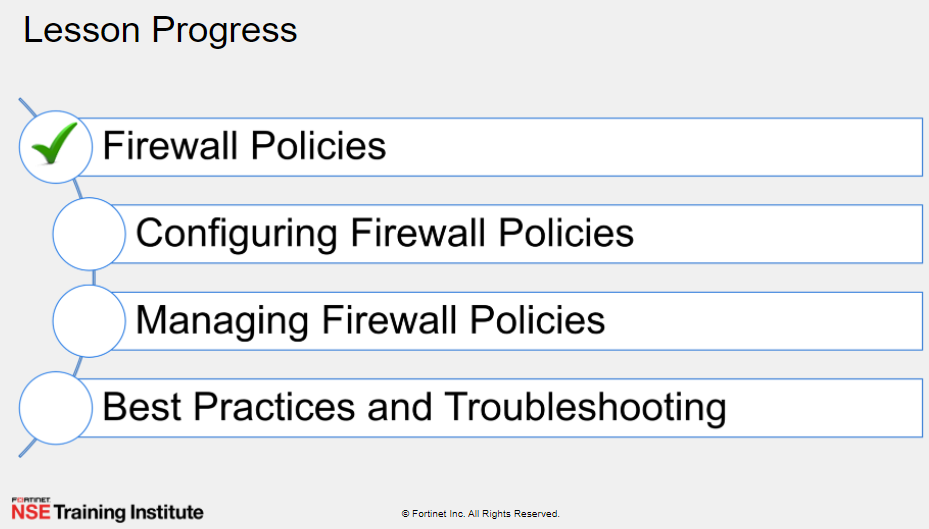 Lesson Progress
Firewall Policies
Configuring Firewall Policies
Managing Firewall Policies
Best Practices and Troubleshooting
FORTINET
NSE Training Institute
© Fortinet Inc. All Rights Reserved.